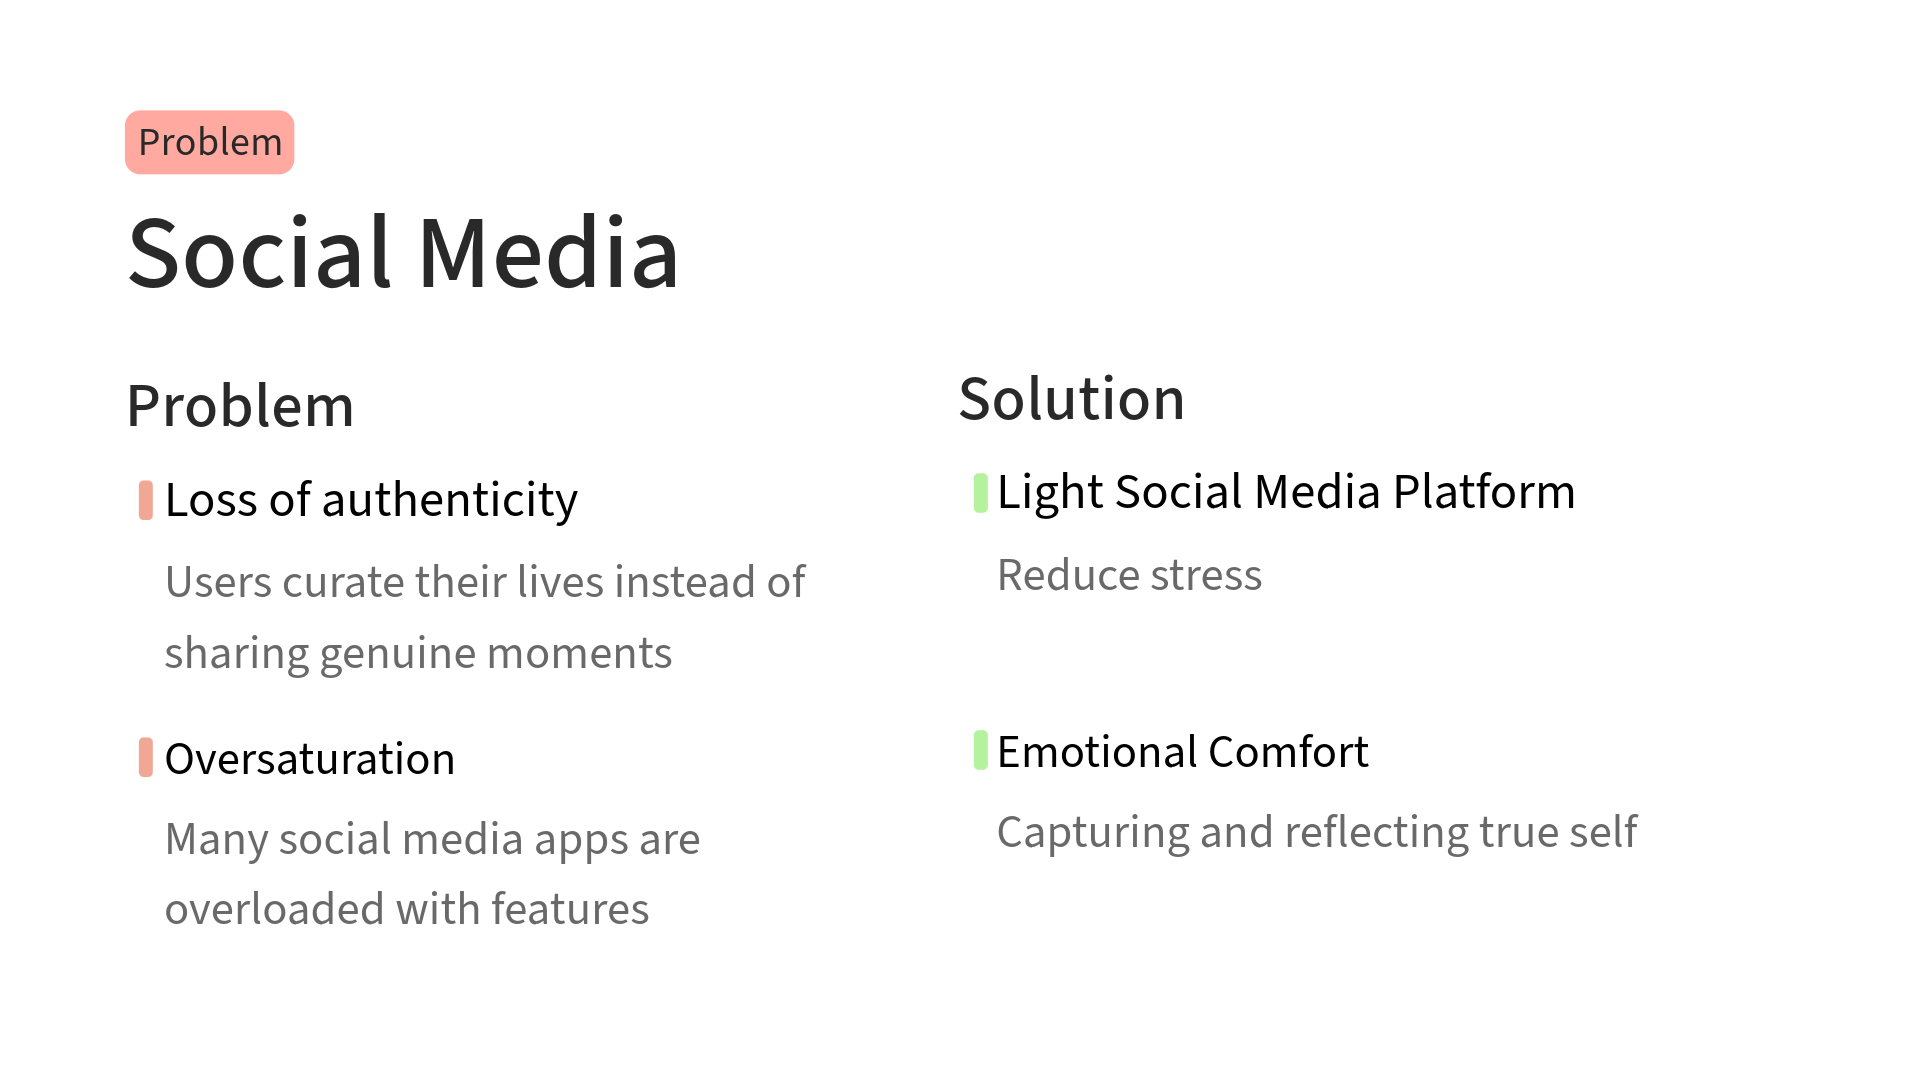 Problem
Social Media
Problem
Loss of authenticity
Users curate their lives instead of
sharing genuine moments
Oversaturation
Many social media apps are
overloaded with features
Solution
Light Social Media Platform
Reduce stress
Emotional Comfort
Capturing and reflecting true self